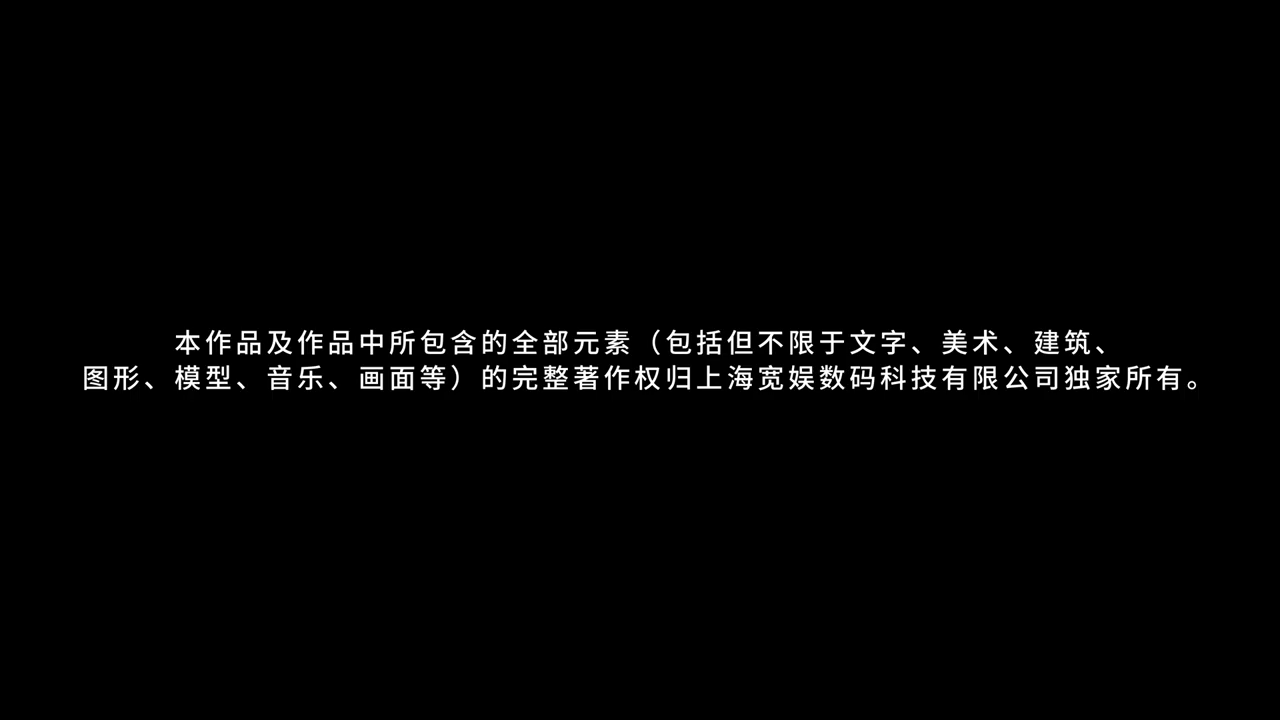 本作品及作品中所包含的全部元素（包括但不限于文字、美术、建筑、
图形、模型、音乐、画面等）的完整著作权归上海宽娱数码科技有限公司独家所有。